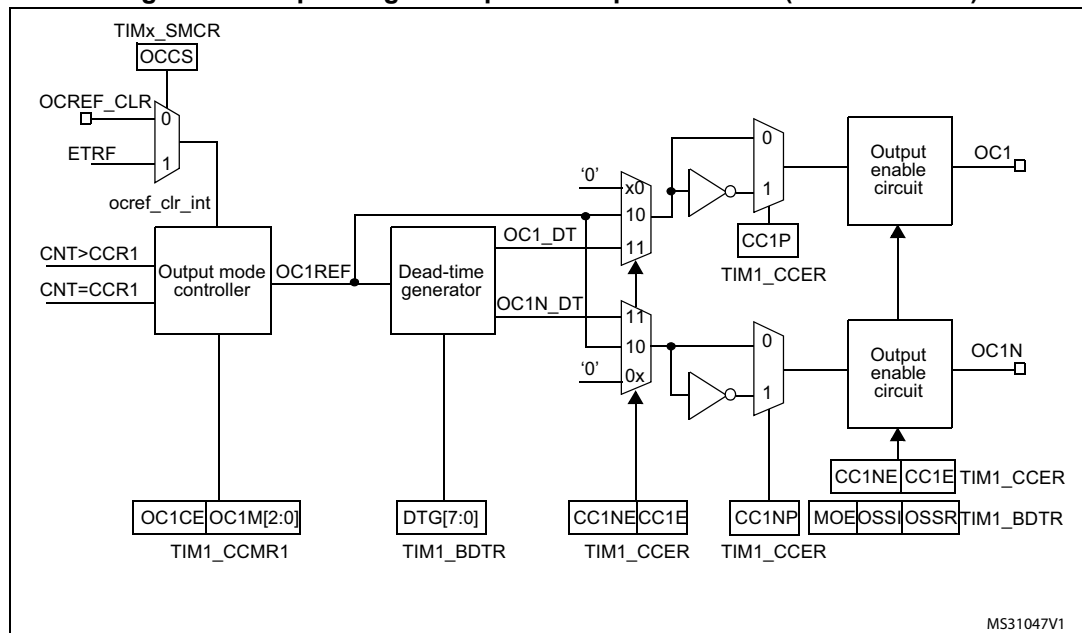 TIMx_SMCR
OCCS
OCREF_CLR
0
ETRF
1
ocref_clr_int
CNT>CCR1
CNT=CCR1
Output mode
controller
OC1REF
Dead-time
generator
OC1_DT
OC1N_DT
'0'
x0
10
11
11
10
'0'
0x
0
1
CC1P
TIM1_CCER
0
1
Output
enable
circuit
OC1
Output
enable
circuit
OC1N
OC1CE OC1M[2:0]
TIM1_CCMR1
DTG[7:0]
TIM1_BDTR
CC1NE CC1E
TIM1_CCER
CC1NP
TIM1_CCER
CC1NE CC1E TIM1_CCER
MOE OSSI OSSR TIM1_BDTR
MS31047V1